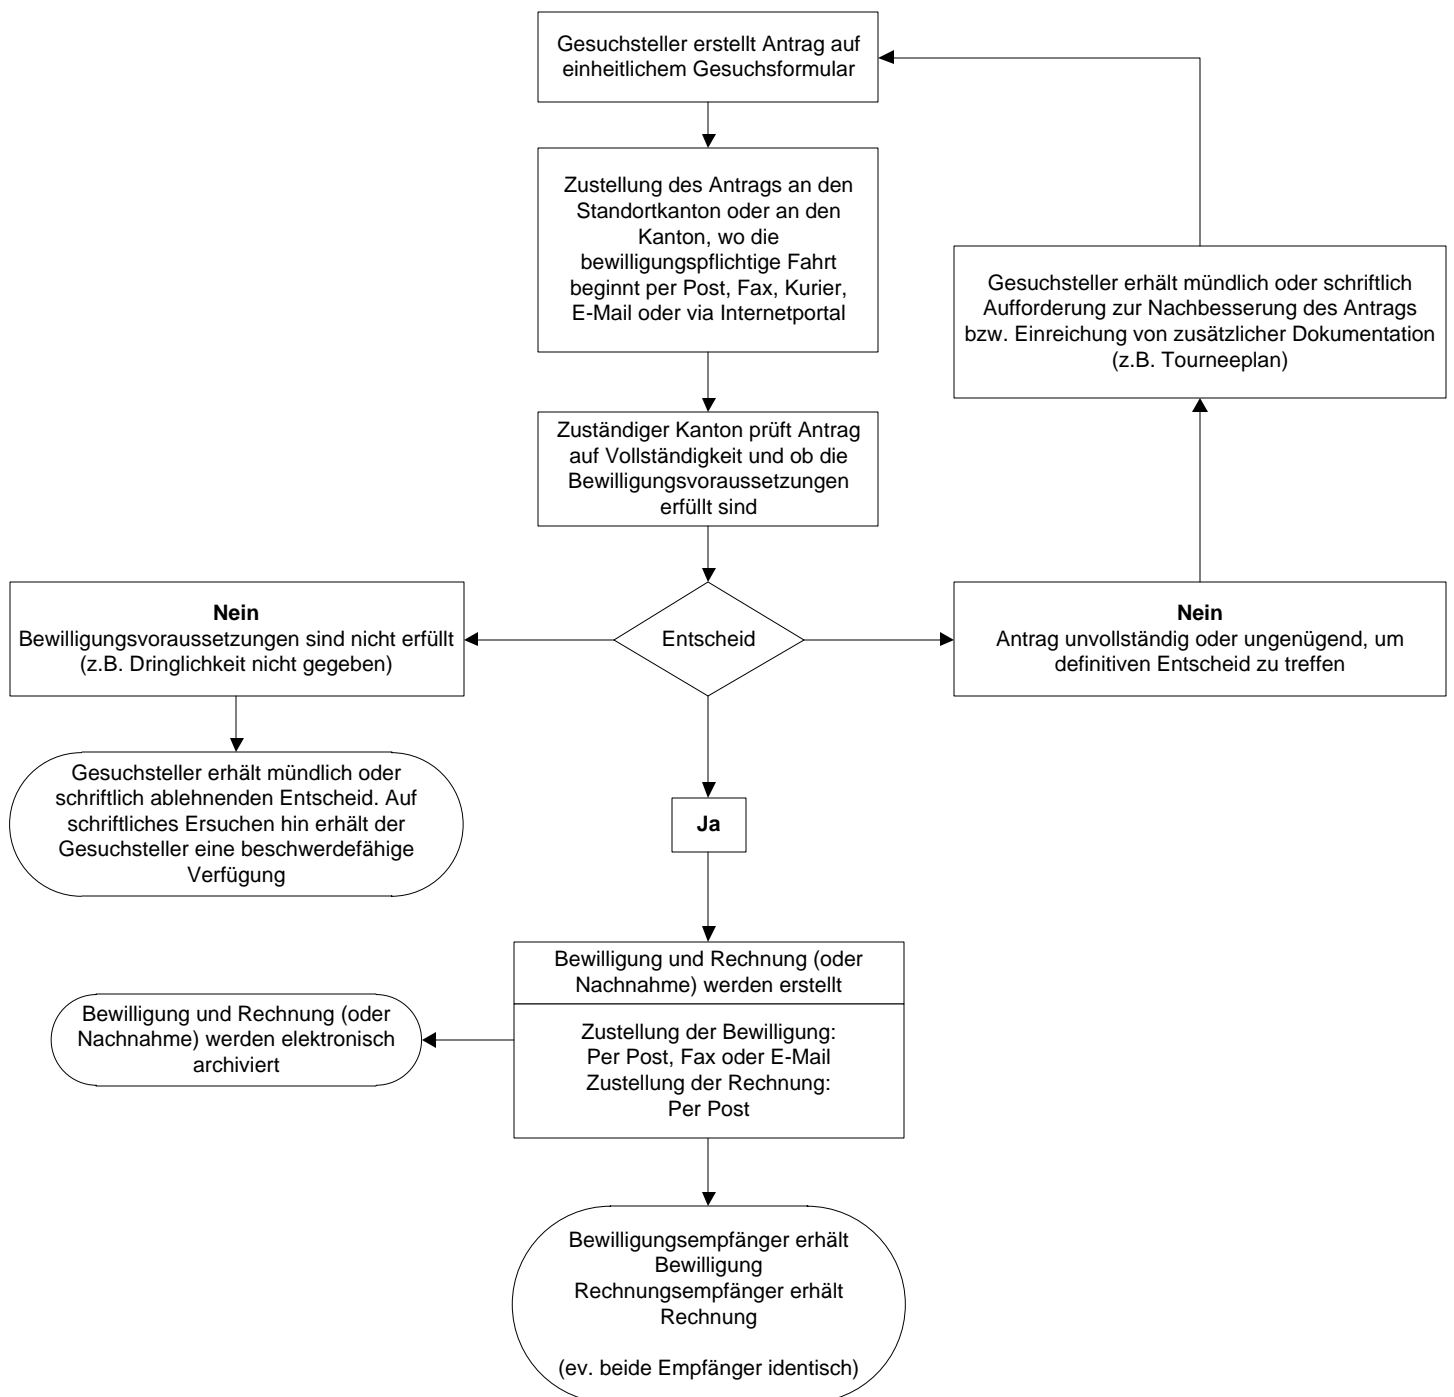 Gesuchsteller erstellt Antrag auf
einheitlichem Gesuchsformular
Zustellung des Antrags an den
Standortkanton oder an den
Kanton, wo die
bewilligungspflichtige Fahrt
beginnt per Post, Fax, Kurier,
E-Mail oder via Internetportal
Gesuchsteller erhält mündlich oder schriftlich
Aufforderung zur Nachbesserung des Antrags
bzw. Einreichung von zusätzlicher Dokumentation
(z.B. Tourneeplan)
Zuständiger Kanton prüft Antrag
auf Vollständigkeit und ob die
Bewilligungsvoraussetzungen
erfüllt sind
Nein
Bewilligungsvoraussetzungen sind nicht erfüllt
(z.B. Dringlichkeit nicht gegeben)
Entscheid
Nein
Antrag unvollständig oder ungenügend, um
definitiven Entscheid zu treffen
Gesuchsteller erhält mündlich oder
schriftlich ablehnenden Entscheid. Auf
schriftliches Ersuchen hin erhält der
Gesuchsteller eine beschwerdefähige
Verfügung
Ja
Bewilligung und Rechnung (oder
Nachnahme) werden erstellt
Bewilligung und Rechnung (oder
Nachnahme) werden elektronisch
archiviert
Zustellung der Bewilligung:
Per Post, Fax oder E-Mail
Zustellung der Rechnung:
Per Post
Bewilligungsempfänger erhält
Bewilligung
Rechnungsempfänger erhält
Rechnung
(ev. beide Empfänger identisch)